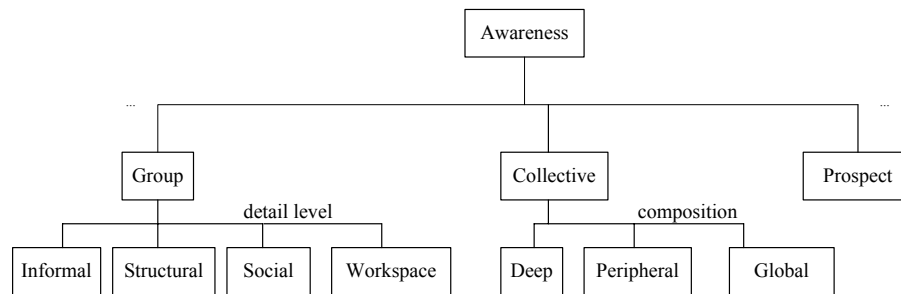 Awareness
... ...
Group Collective Prospect
detail level composition
Informal Structural Social Workspace Deep Peripheral Global